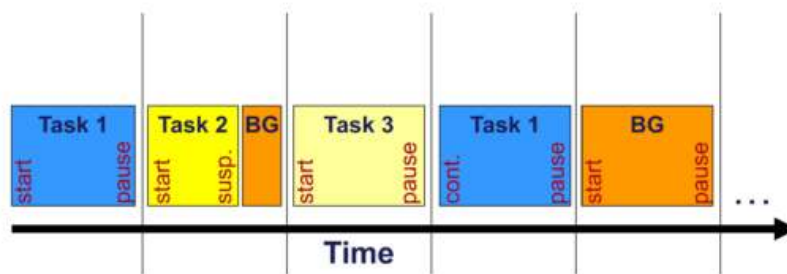 Task 1
start
pause
Task 2
start
susp.
BG
Task 3
start
pause
Task 1
cont.
pause
BG
start
pause
...
Time